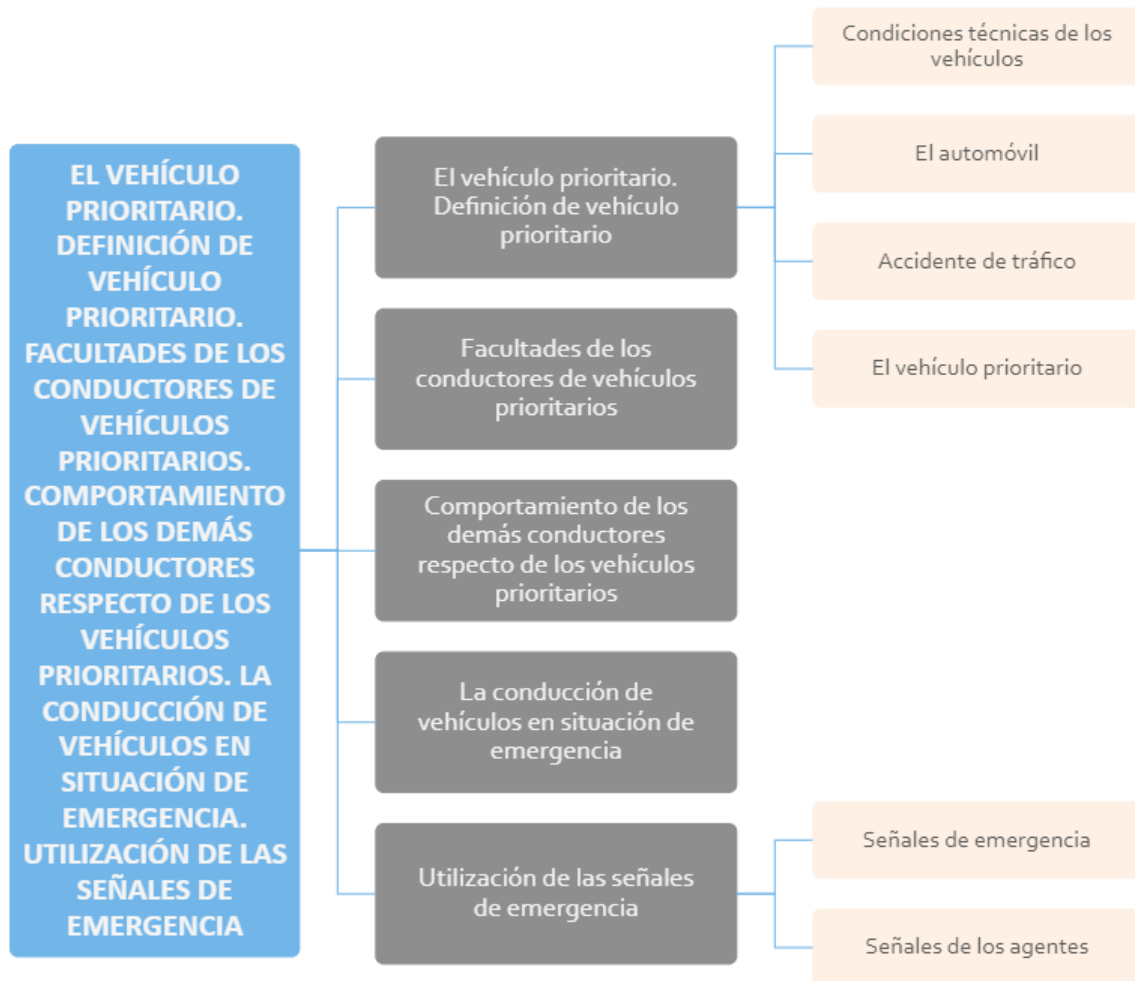 EL VEHÍCULO
PRIORITARIO.
DEFINICIÓN DE
VEHÍCULO
PRIORITARIO.
FACULTADES DE LOS
CONDUCTORES DE
VEHÍCULOS
PRIORITARIOS.
COMPORTAMIENTO
DE LOS DEMÁS
CONDUCTORES
RESPECTO DE LOS
VEHÍCULOS
PRIORITARIOS. LA
CONDUCCIÓN DE
VEHÍCULOS EN
SITUACIÓN DE
EMERGENCIA.
UTILIZACIÓN DE LAS
SEÑALES DE
EMERGENCIA
El vehículo prioritario.
Definición de vehículo
prioritario
Condiciones técnicas de los
vehículos
El automóvil
Accidente de tráfico
El vehículo prioritario
Facultades de los
conductores de vehículos
prioritarios
Comportamiento de los
demás conductores
respecto de los vehículos
prioritarios
La conducción de
vehículos en situación de
emergencia
Utilización de las señales
de emergencia
Señales de emergencia
Señales de los agentes